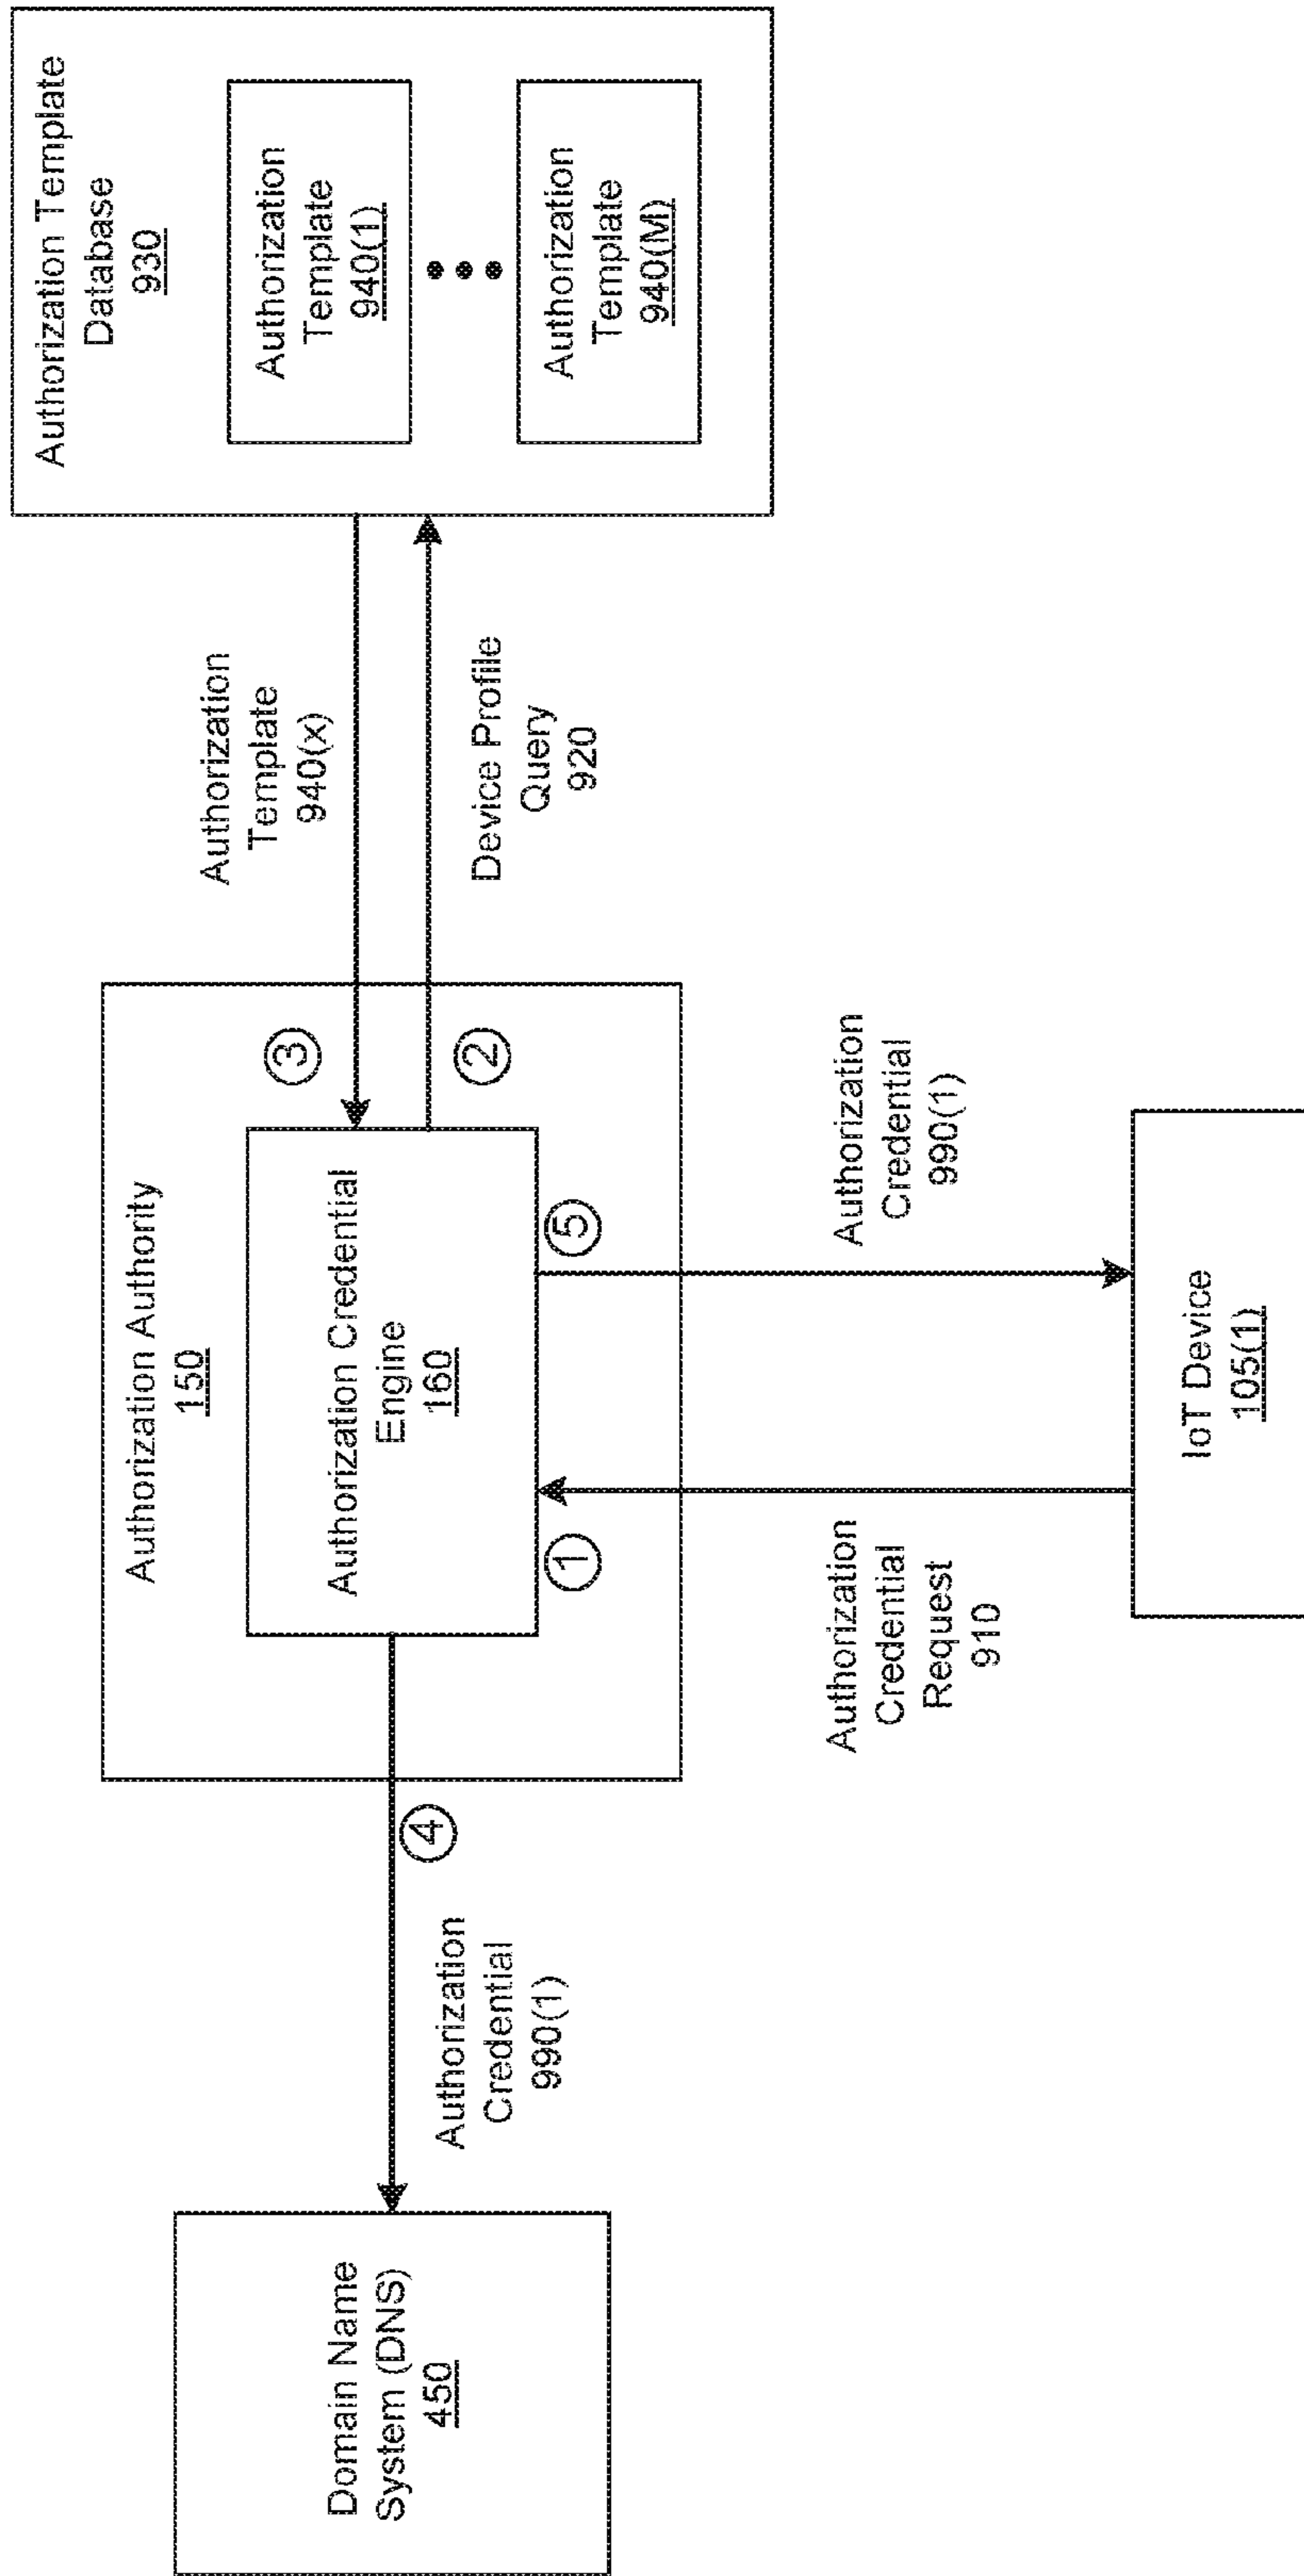 Domain Name
System (DNS)
450
Authorization
Credential
990(1)
④
Authorization Authority
150
Authorization Credential
Engine
160
①
⑤
③
②
Authorization
Credential
Request
910
Authorization
Credential
990(1)
IoT Device
105(1)
Authorization
Template
940(x)
Device Profile
Query
920
Authorization Template
Database
930
Authorization
Template
940(1)
Authorization
Template
940(M)